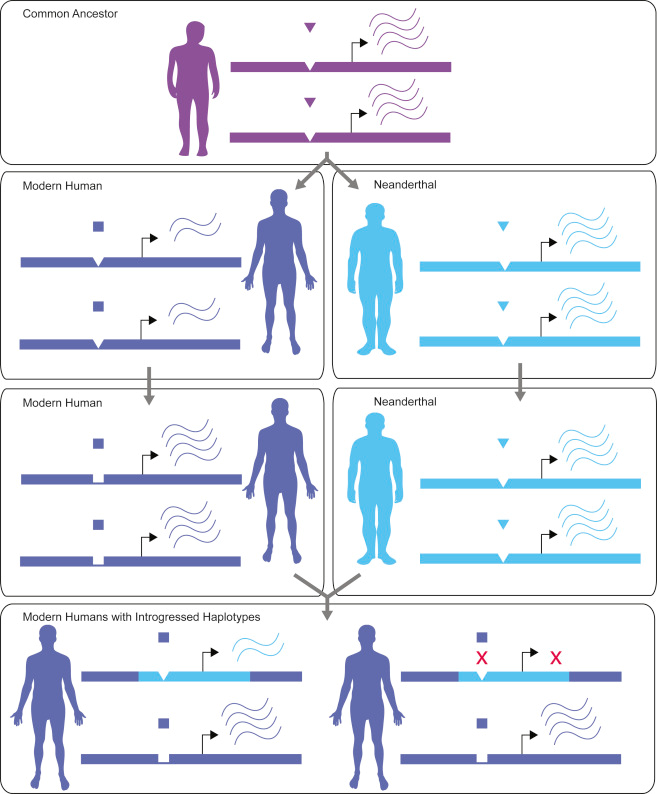 Common Ancestor
Modern Human
Neanderthal
Modern Human
Neanderthal
Modern Humans with Introgressed Haplotypes
X
X